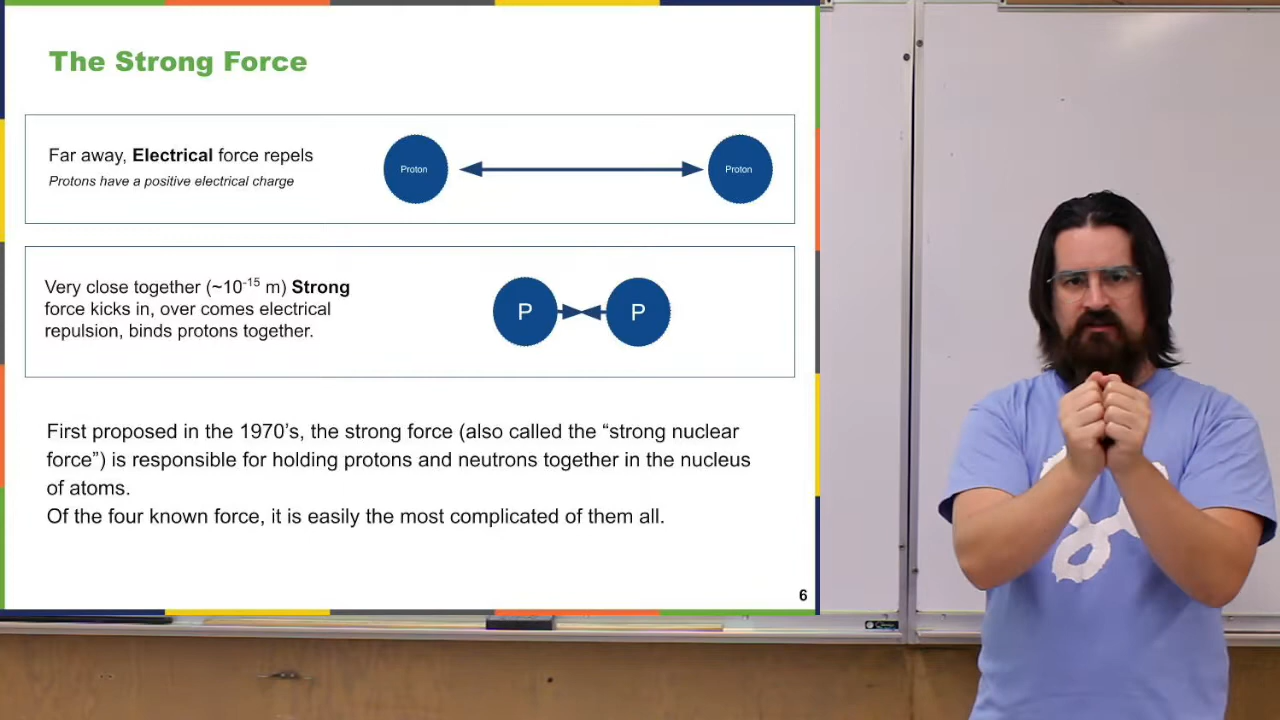 The Strong Force
Far away, Electrical force repels
Protons have a positive electrical charge
Proton
Proton
Very close together (~10⁻¹⁵ m) Strong
force kicks in, over comes electrical
repulsion, binds protons together.
P
P
First proposed in the 1970’s, the strong force (also called the “strong nuclear
force”) is responsible for holding protons and neutrons together in the nucleus
of atoms.
Of the four known force, it is easily the most complicated of them all.
6